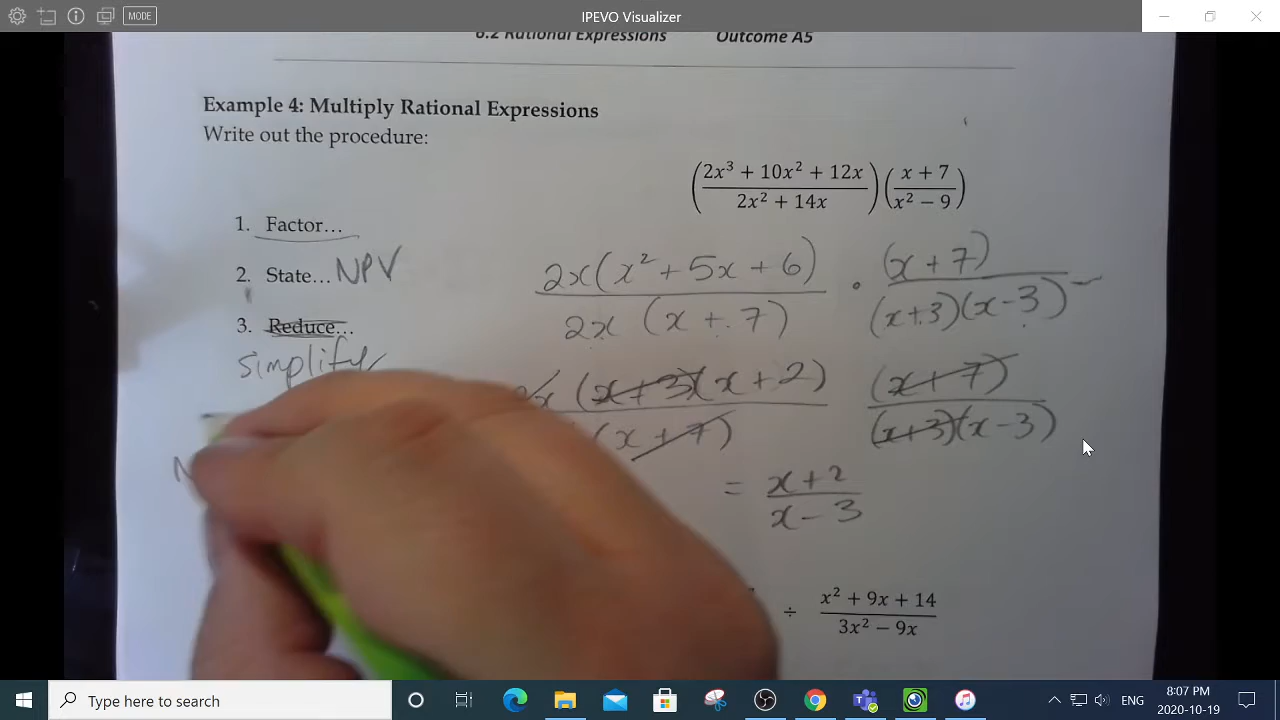 MODE
IPEVO Visualizer
6.2 Rational Expressions Outcome A5
Example 4: Multiply Rational Expressions
Write out the procedure:
(2x³ + 10x² + 12x / 2x² + 14x)(x + 7 / x² − 9)
1. Factor...
2. State... NPV
3. Reduce...
simplify
2x(x² + 5x + 6) / 2x (x + 7) · (x + 7) / (x+3)(x−3)
x (x+3)(x+2) / (x+7) (x+7) / (x+3)(x−3)
N
= x+2 / x−3
÷ x² + 9x + 14 / 3x² − 9x
Type here to search
ENG
8:07 PM
2020-10-19